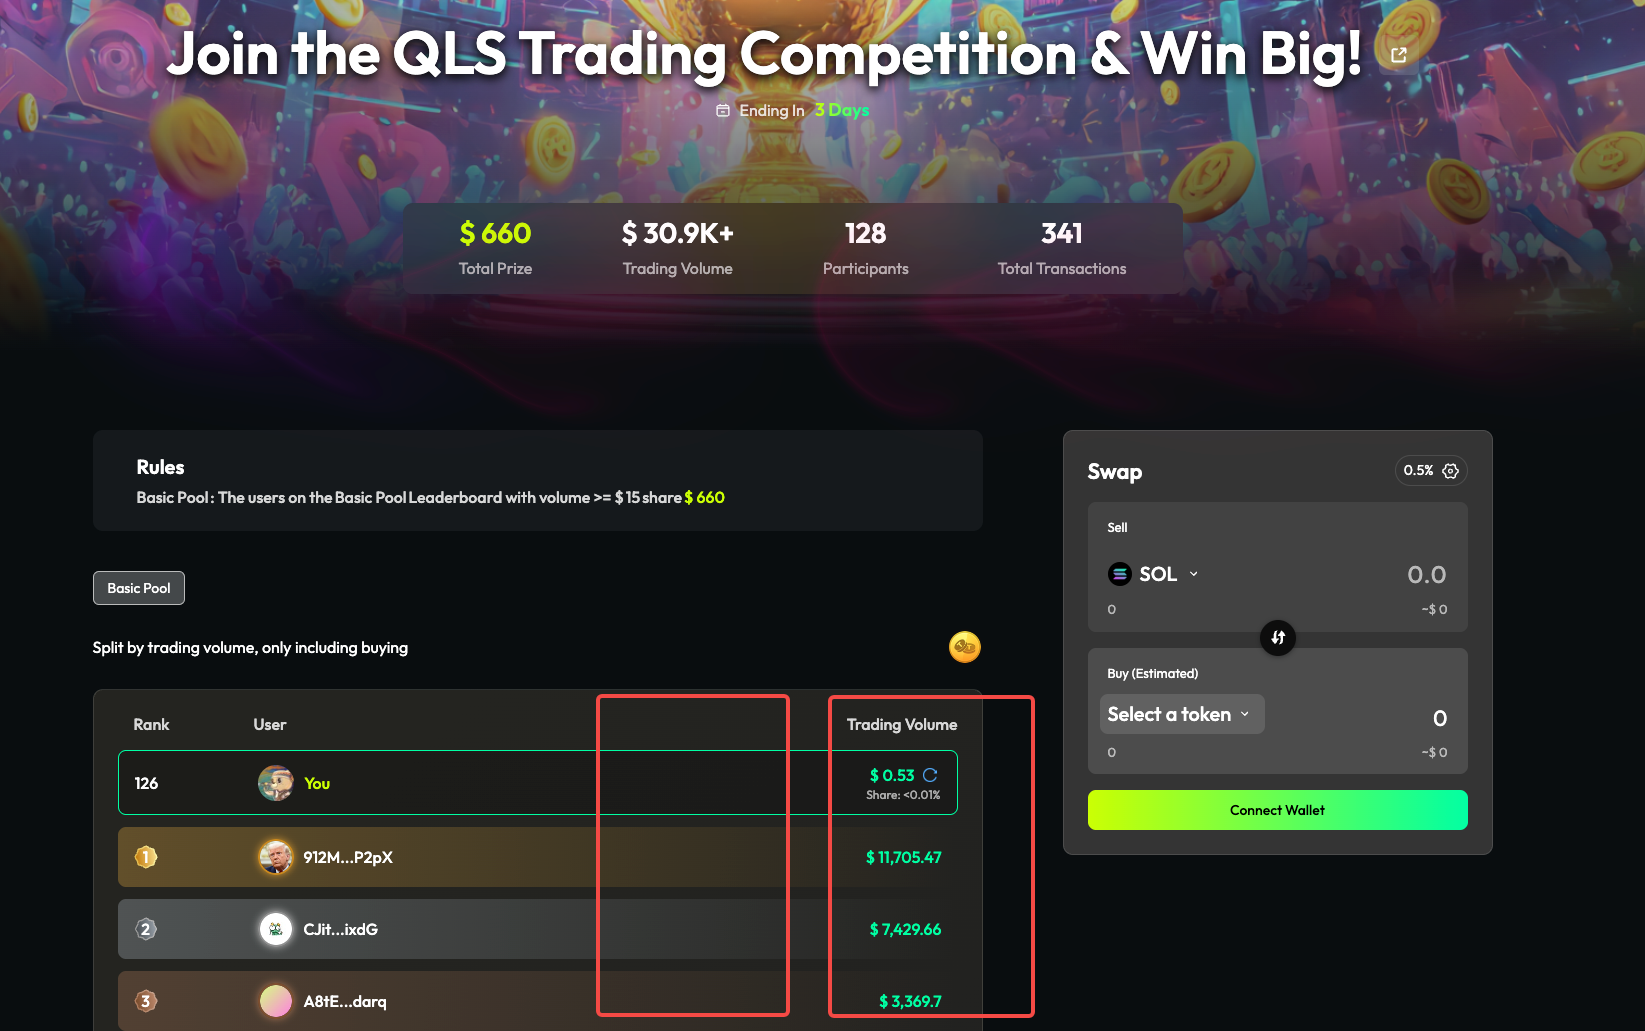 Join the QLS Trading Competition & Win Big!
Ending In 3 Days
$ 660 $ 30.9K+ 128 341
Total Prize Trading Volume Participants Total Transactions
Rules
Basic Pool : The users on the Basic Pool Leaderboard with volume >= $ 15 share $ 660
Basic Pool
Split by trading volume, only including buying
Rank User Trading Volume
126 You $ 0.53
Share: <0.01%
1 912M...P2pX $ 11,705.47
2 CJit...ixdG $ 7,429.66
3 A8tE...darq $ 3,369.7
Swap 0.5%
Sell
SOL 0.0
0 ~$ 0
Buy (Estimated)
Select a token 0
0 ~$ 0
Connect Wallet